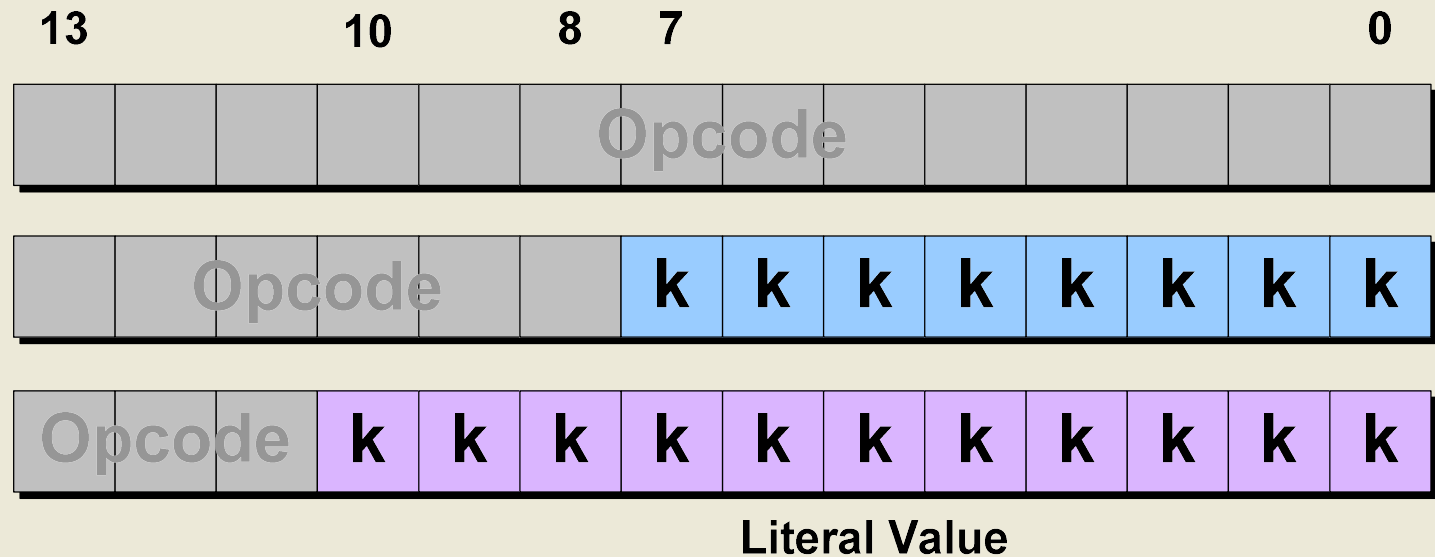 13 10 8 7 0
Opcode
Opcode k k k k k k k k
Opcode k k k k k k k k k k k
Literal Value